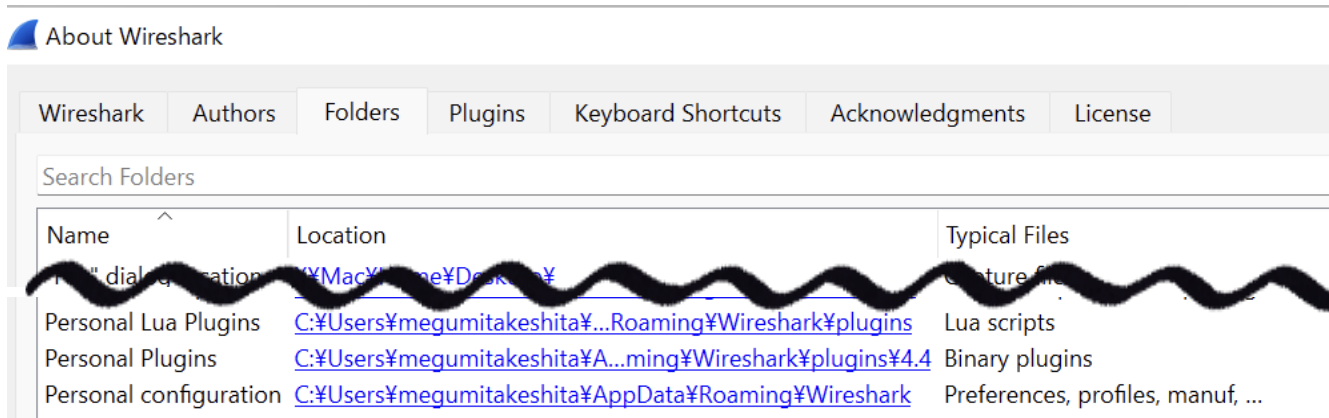 About Wireshark
Wireshark Authors Folders Plugins Keyboard Shortcuts Acknowledgments License
Search Folders
Name Location Typical Files
Personal Lua Plugins C:¥Users¥megumitakeshita¥...Roaming¥Wireshark¥plugins Lua scripts
Personal Plugins C:¥Users¥megumitakeshita¥A...ming¥Wireshark¥plugins¥4.4 Binary plugins
Personal configuration C:¥Users¥megumitakeshita¥AppData¥Roaming¥Wireshark Preferences, profiles, manuf, ...